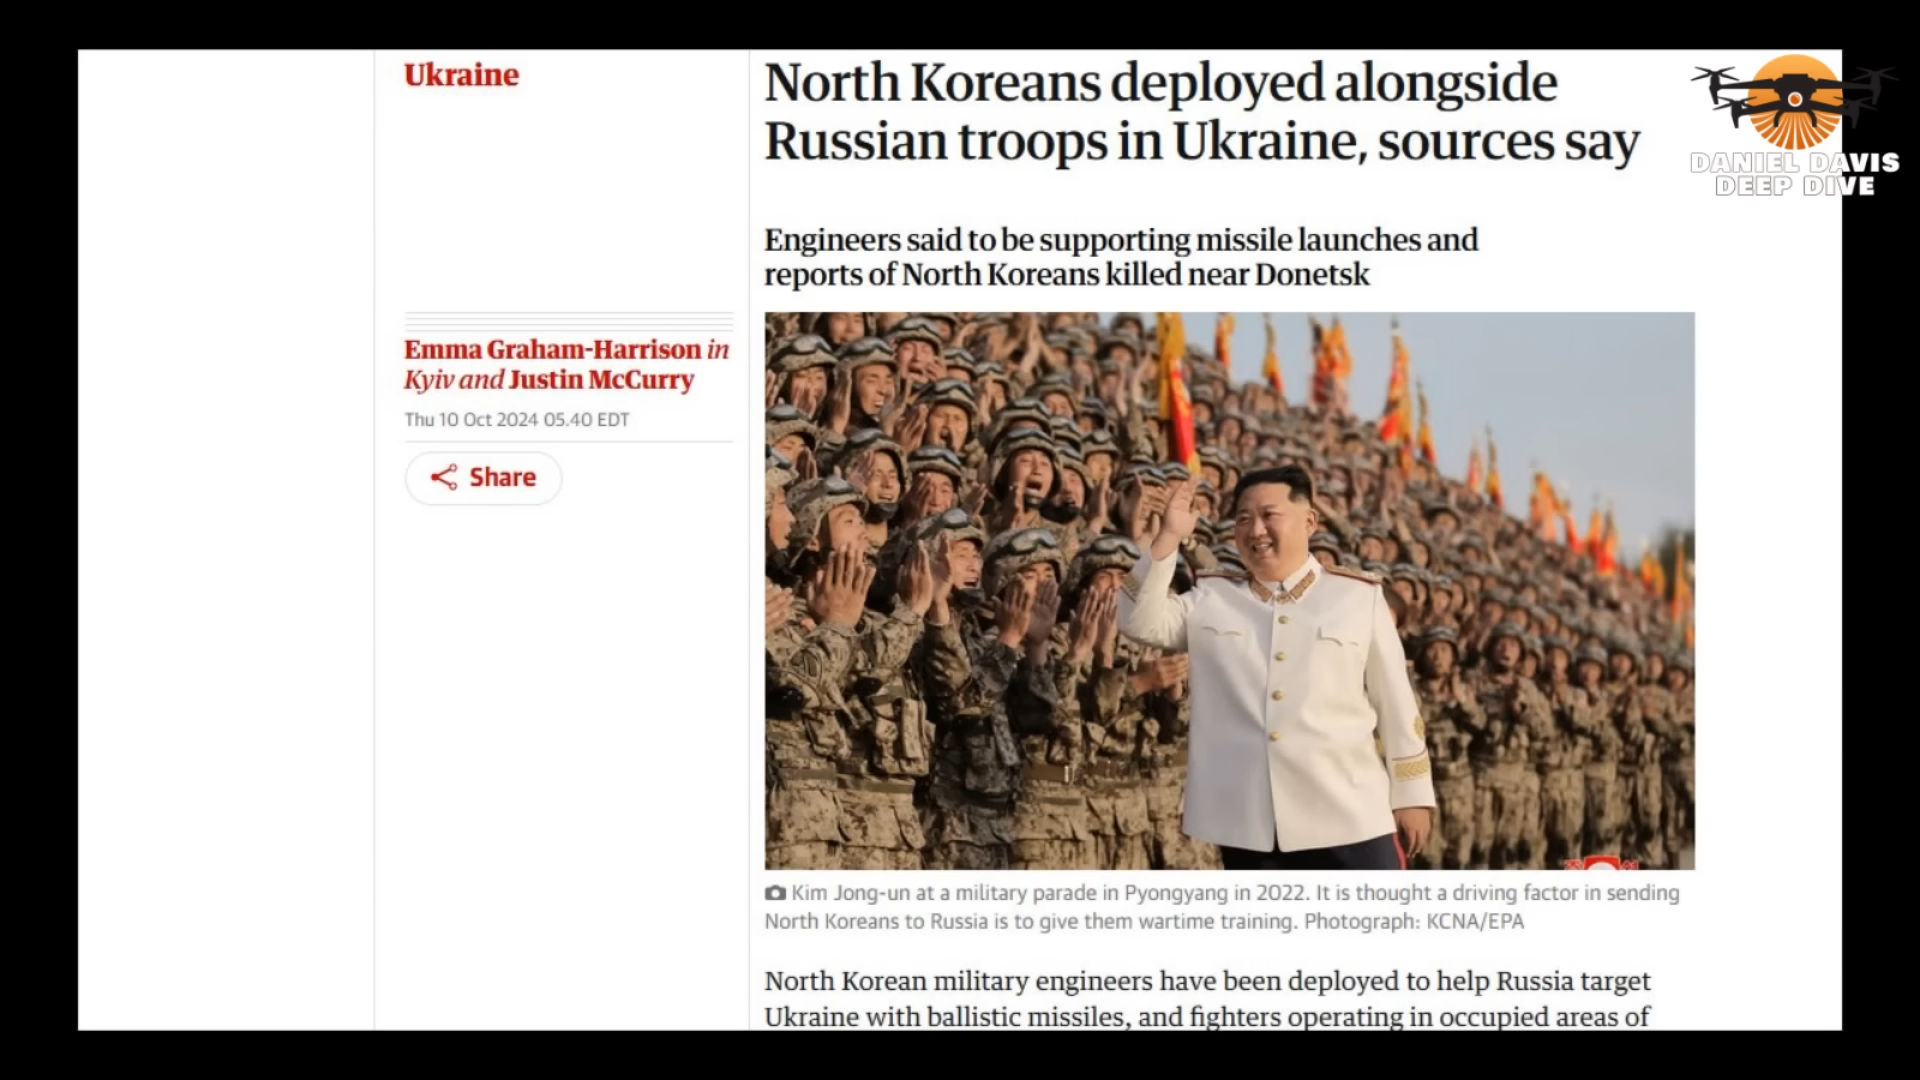 Ukraine
North Koreans deployed alongside
Russian troops in Ukraine, sources say
DANIEL DAVIS
DEEP DIVE
Engineers said to be supporting missile launches and
reports of North Koreans killed near Donetsk
Emma Graham-Harrison in
Kyiv and Justin McCurry
Thu 10 Oct 2024 05.40 EDT
Share
Kim Jong-un at a military parade in Pyongyang in 2022. It is thought a driving factor in sending
North Koreans to Russia is to give them wartime training. Photograph: KCNA/EPA
North Korean military engineers have been deployed to help Russia target
Ukraine with ballistic missiles, and fighters operating in occupied areas of